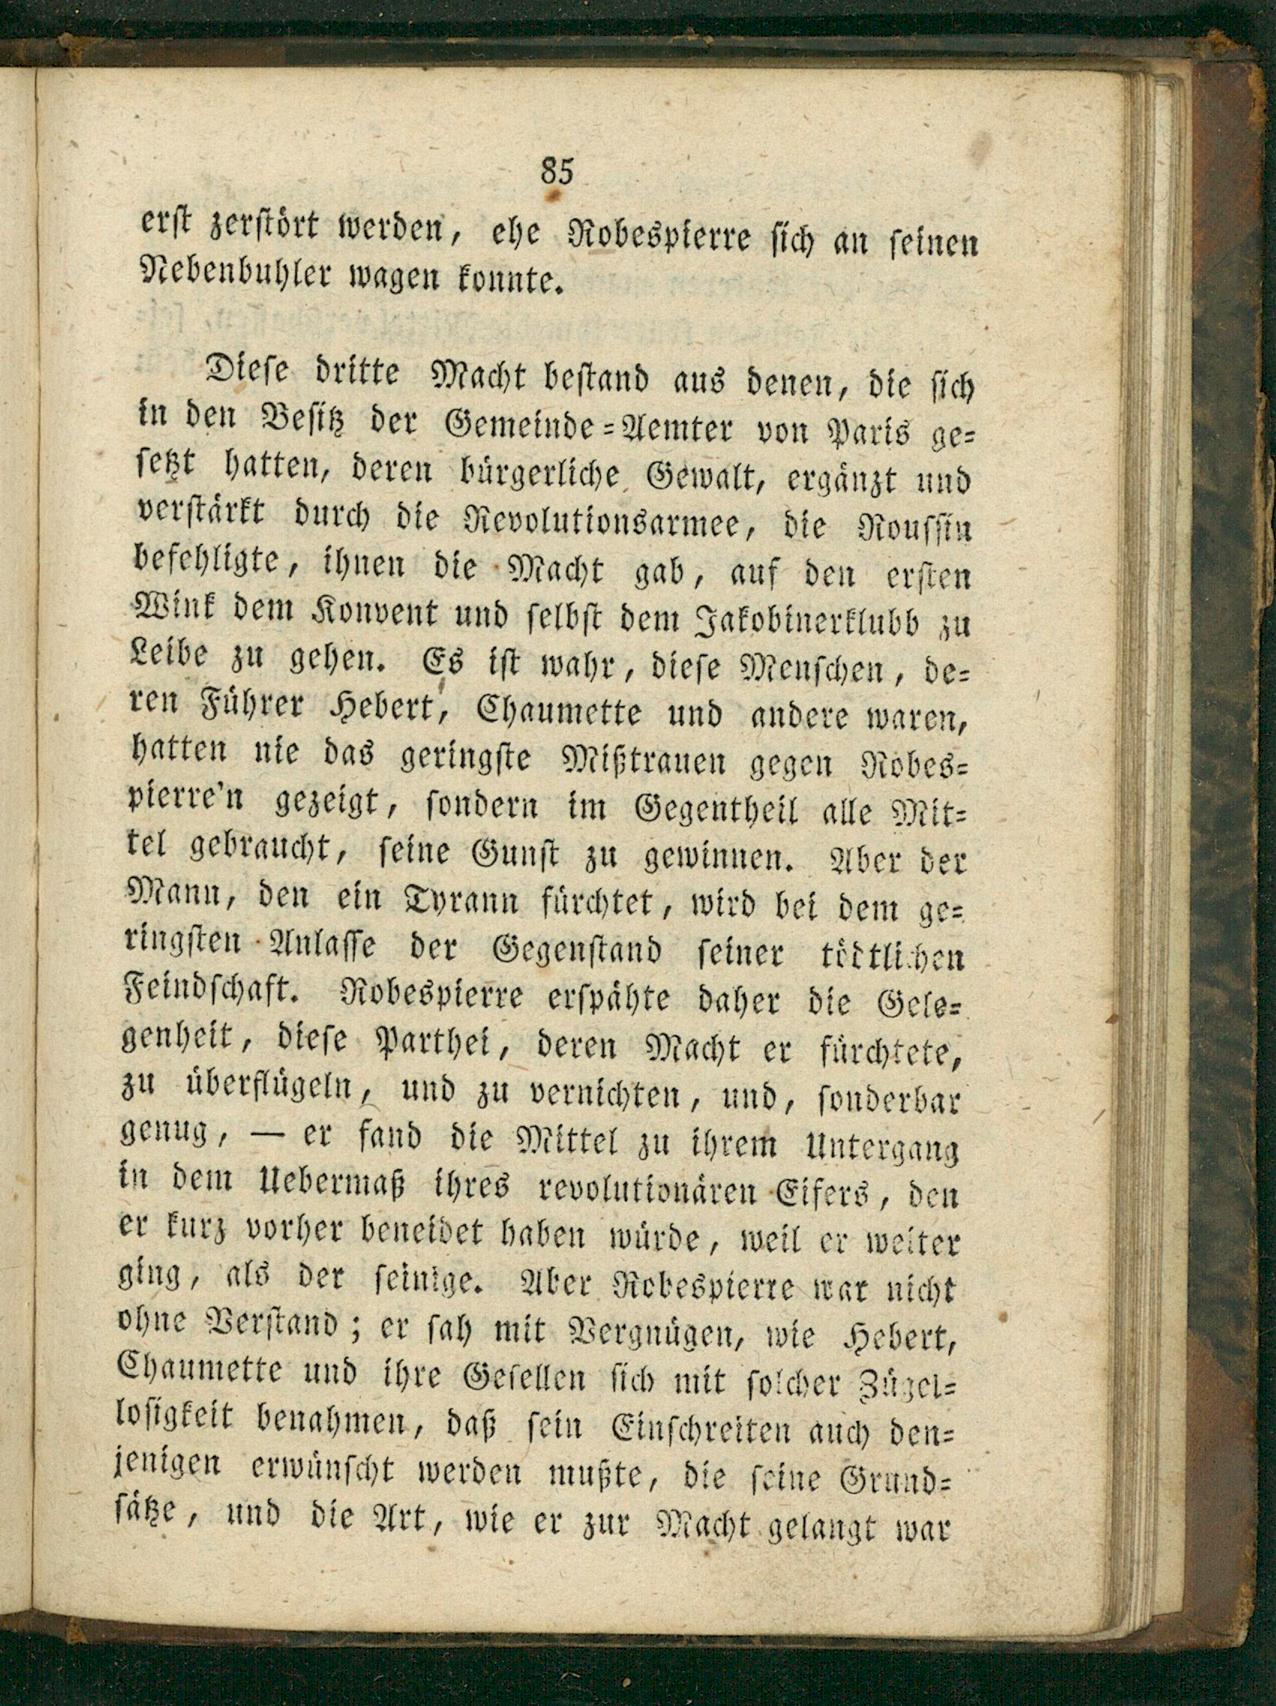 85
erst zerstört werden, ehe Robespierre sich an seinen
Nebenbuhler wagen konnte.
Diese dritte Macht bestand aus denen, die sich
in den Besitz der Gemeinde-Aemter von Paris ge-
setzt hatten, deren bürgerliche Gewalt, ergänzt und
verstärkt durch die Revolutionsarmee, die Roussin
befehligte, ihnen die Macht gab, auf den ersten
Wink dem Konvent und selbst dem Jakobinerklubb zu
Leibe zu gehen. Es ist wahr, diese Menschen, de-
ren Führer Hebert, Chaumette und andere waren,
hatten nie das geringste Mißtrauen gegen Robes-
pierre'n gezeigt, sondern im Gegentheil alle Mit-
tel gebraucht, seine Gunst zu gewinnen. Aber der
Mann, den ein Tyrann fürchtet, wird bei dem ge-
ringsten Anlasse der Gegenstand seiner tödtlichen
Feindschaft. Robespierre erspähte daher die Gele-
genheit, diese Parthei, deren Macht er fürchtete,
zu überflügeln, und zu vernichten, und, sonderbar
genug, — er fand die Mittel zu ihrem Untergang
in dem Uebermaß ihres revolutionären Eifers, den
er kurz vorher beneidet haben würde, weil er weiter
ging, als der seinige. Aber Robespierre war nicht
ohne Verstand; er sah mit Vergnügen, wie Hebert,
Chaumette und ihre Gesellen sich mit solcher Zügel-
losigkeit benahmen, daß sein Einschreiten auch den-
jenigen erwünscht werden mußte, die seine Grund-
sätze, und die Art, wie er zur Macht gelangt war